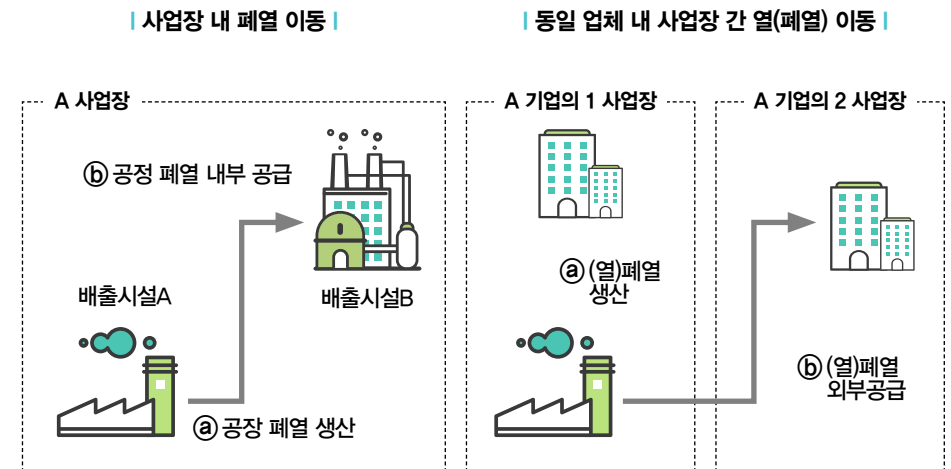 | 사업장 내 폐열 이동 |
A 사업장
ⓑ 공정 폐열 내부 공급
배출시설A
배출시설B
ⓐ 공장 폐열 생산
| 동일 업체 내 사업장 간 열(폐열) 이동 |
A 기업의 1 사업장
ⓐ (열)폐열
생산
A 기업의 2 사업장
ⓑ (열)폐열
외부공급